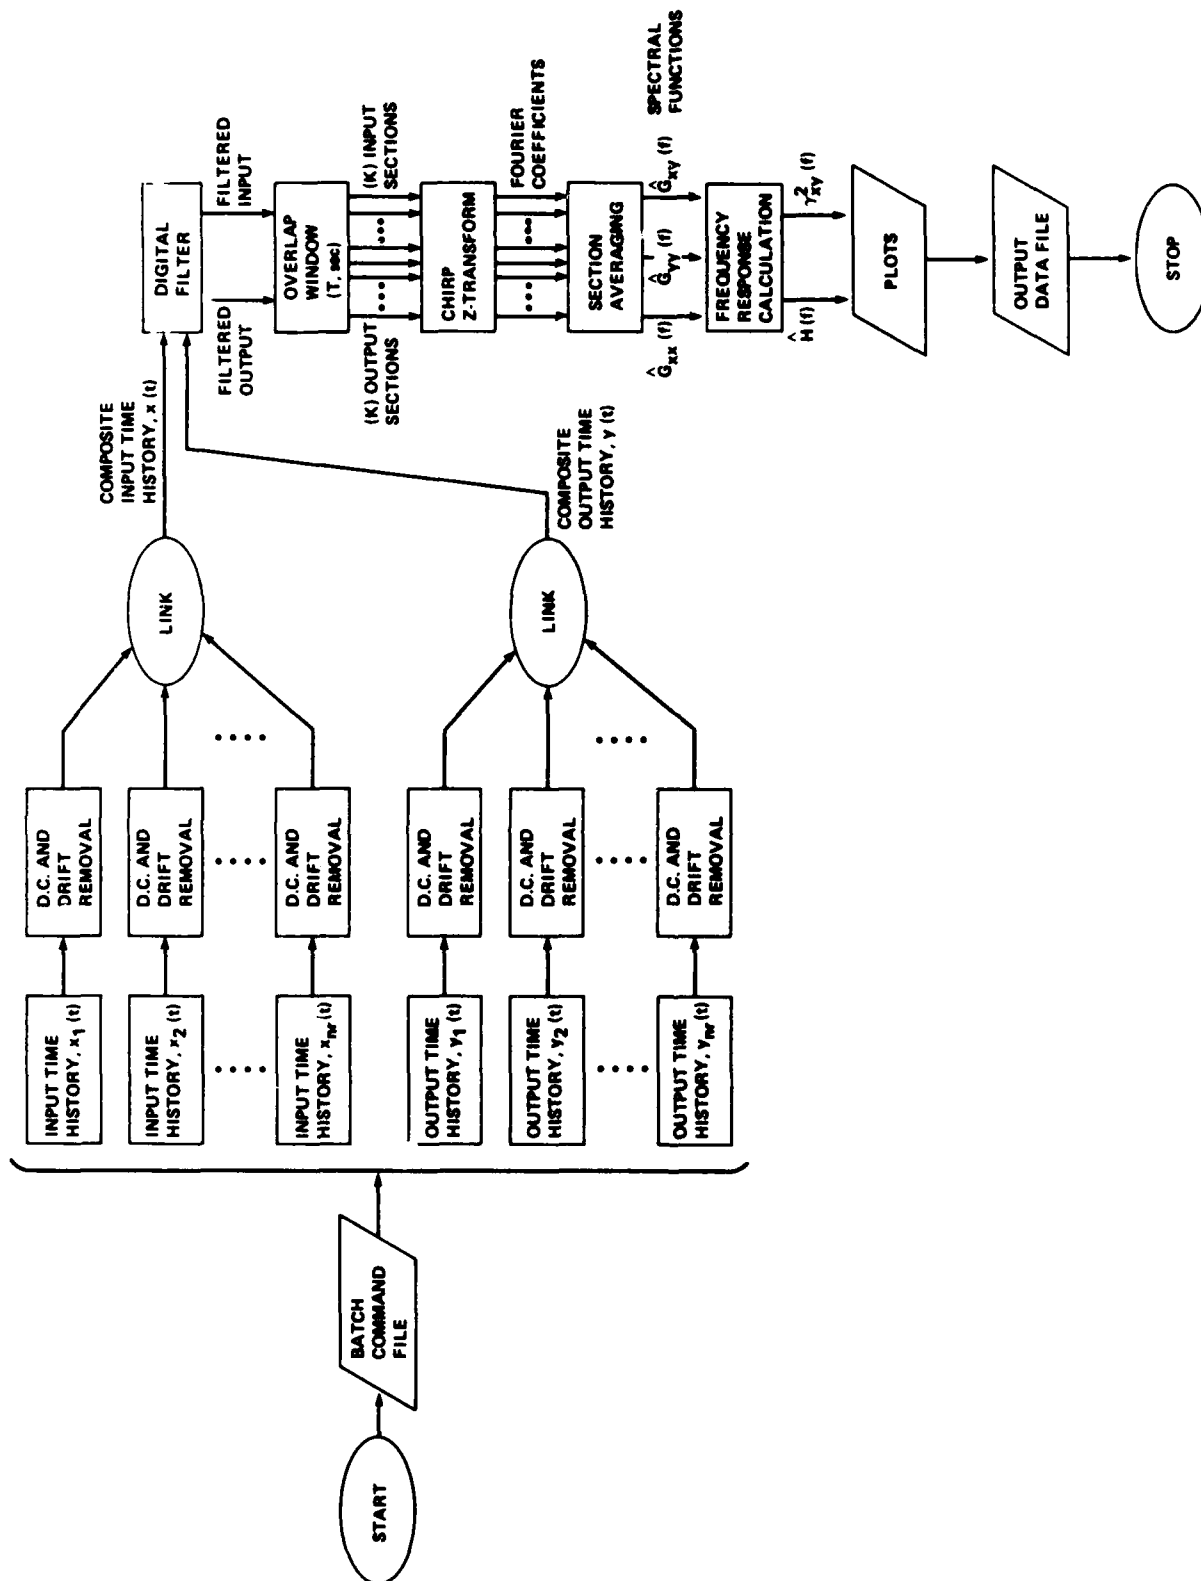 START
BATCH
COMMAND
FILE
INPUT TIME
HISTORY, x1 (t)
INPUT TIME
HISTORY, x2 (t)
....
INPUT TIME
HISTORY, xnr (t)
OUTPUT TIME
HISTORY, y1 (t)
OUTPUT TIME
HISTORY, y2 (t)
....
OUTPUT TIME
HISTORY, ynr (t)
D.C. AND
DRIFT
REMOVAL
D.C. AND
DRIFT
REMOVAL
....
D.C. AND
DRIFT
REMOVAL
D.C. AND
DRIFT
REMOVAL
D.C. AND
DRIFT
REMOVAL
....
D.C. AND
DRIFT
REMOVAL
....
....
LINK
LINK
COMPOSITE
INPUT TIME
HISTORY, x (t)
COMPOSITE
OUTPUT TIME
HISTORY, y (t)
DIGITAL
FILTER
FILTERED
OUTPUT
FILTERED
INPUT
OVERLAP
WINDOW
(T, sec)
(K) OUTPUT
SECTIONS
...
...
(K) INPUT
SECTIONS
CHIRP
Z-TRANSFORM
...
...
FOURIER
COEFFICIENTS
SECTION
AVERAGING
Ĝxx (f)
Ĝyy (f)
Ĝxy (f)
SPECTRAL
FUNCTIONS
FREQUENCY
RESPONSE
CALCULATION
Ĥ (f)
γ̂²xy (f)
PLOTS
OUTPUT
DATA FILE
STOP